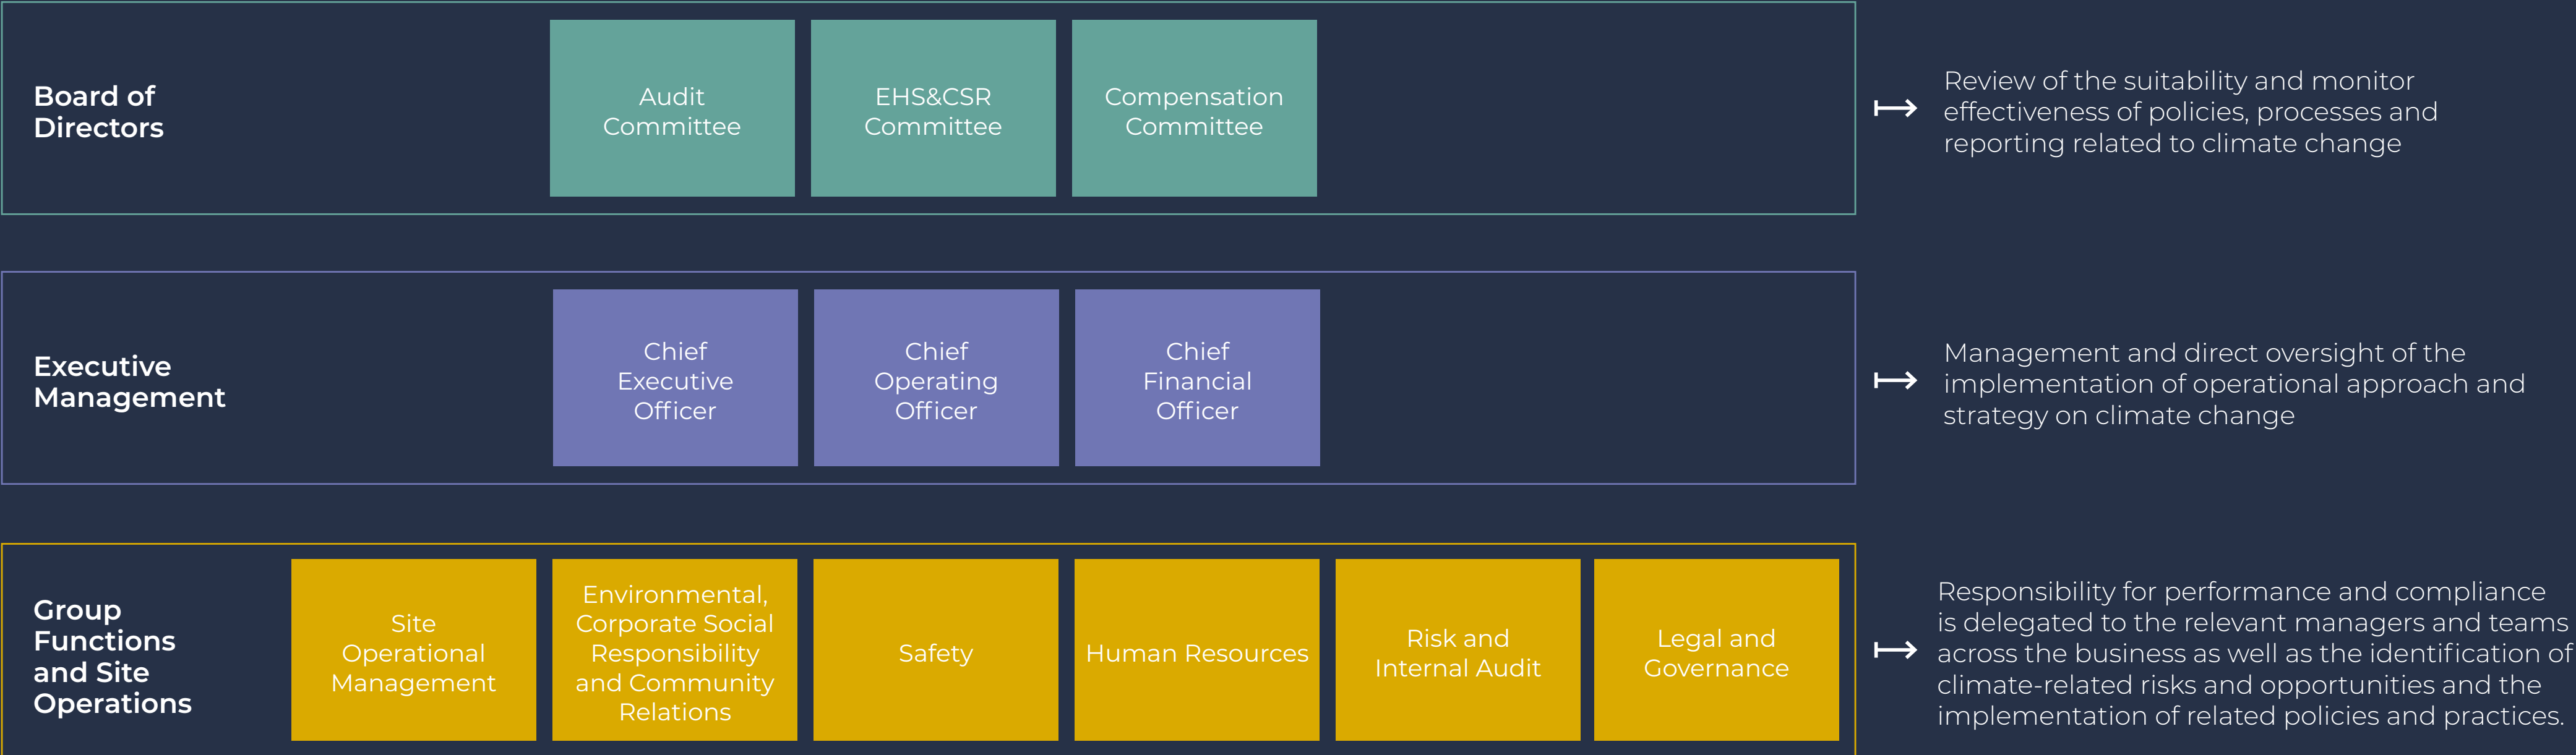 Board of
Directors
Audit
Committee
EHS&CSR
Committee
Compensation
Committee
Review of the suitability and monitor
effectiveness of policies, processes and
reporting related to climate change
Executive
Management
Chief
Executive
Officer
Chief
Operating
Officer
Chief
Financial
Officer
Management and direct oversight of the
implementation of operational approach and
strategy on climate change
Group
Functions
and Site
Operations
Site
Operational
Management
Environmental,
Corporate Social
Responsibility
and Community
Relations
Safety
Human Resources
Risk and
Internal Audit
Legal and
Governance
Responsibility for performance and compliance
is delegated to the relevant managers and teams
across the business as well as the identification of
climate-related risks and opportunities and the
implementation of related policies and practices.